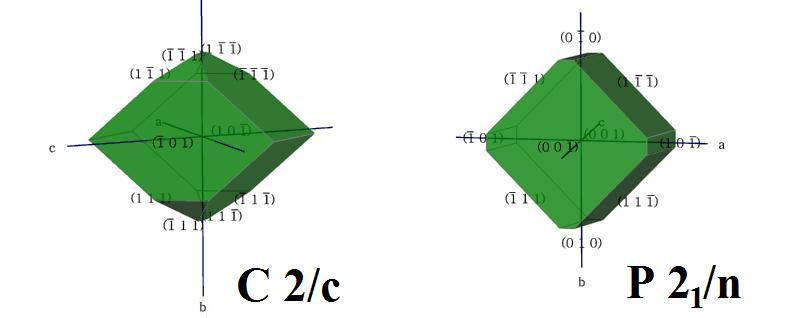 (1̄ 1̄ 1)
(1 1̄ 1̄)
(1 1̄ 1)
(1̄ 1̄ 1̄)
a
(1 0 1̄)
(1̄ 0 1)
c
(1 1 1)
(1̄ 1 1̄)
(1 1 1̄)
(1̄ 1 1)
b
C 2/c
(0 1̄ 0)
(1̄ 1̄ 1)
(1 1̄ 1̄)
c
(1̄ 0 1)
(0 0 1)
(0 0 1̄)
(1 0 1̄)
a
(1̄ 1 1)
(1 1 1̄)
(0 1 0)
b
P 2₁/n